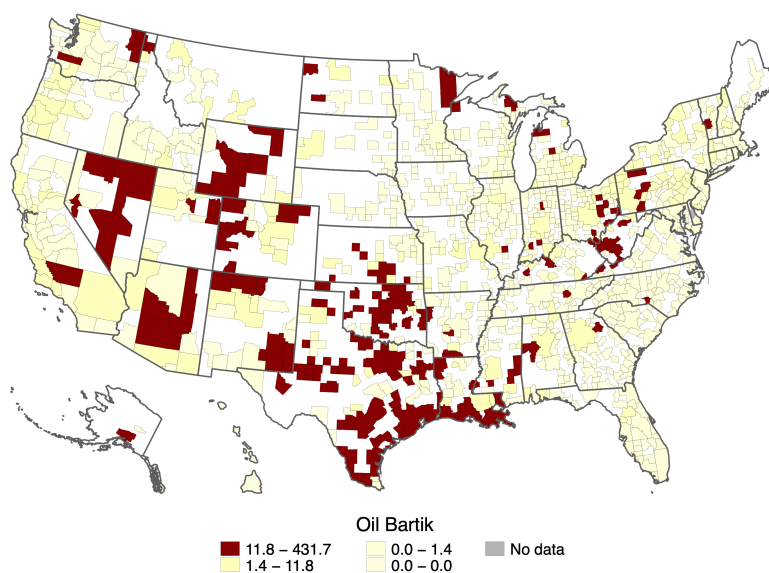 Oil Bartik
11.8 – 431.7 0.0 – 1.4 No data
1.4 – 11.8 0.0 – 0.0